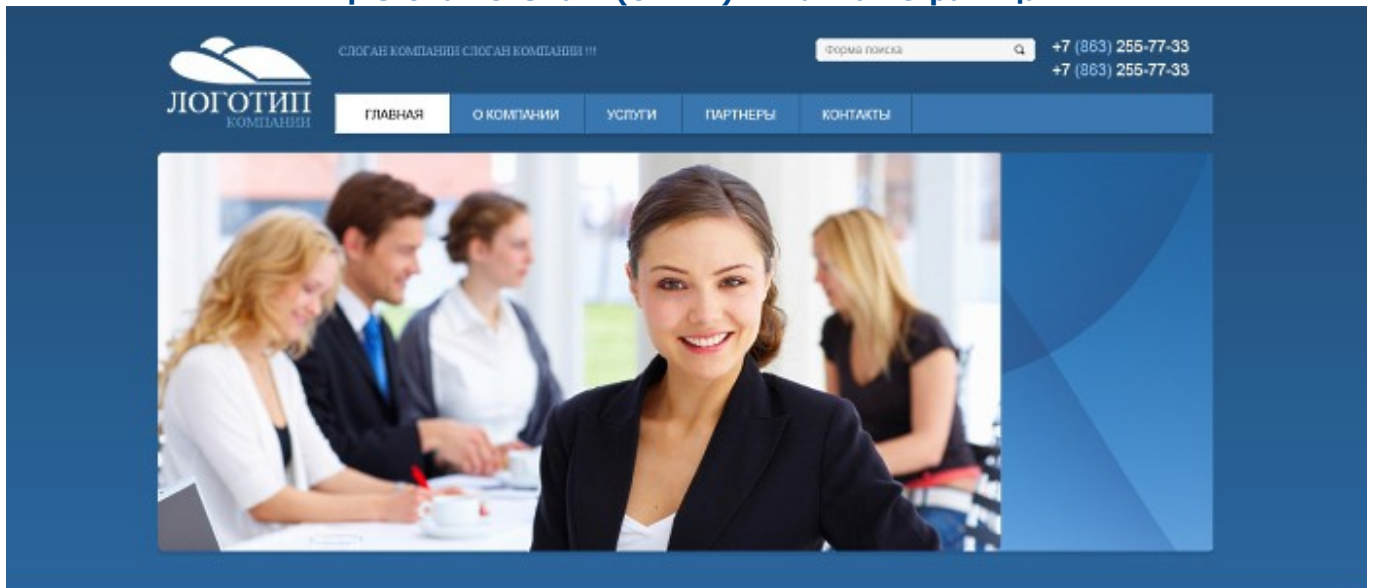 СЛОГАН КОМПАНИИ СЛОГАН КОМПАНИИ !!!
Форма поиска
+7 (863) 255-77-33
+7 (863) 255-77-33
ЛОГОТИП
КОМПАНИИ
ГЛАВНАЯ
О КОМПАНИИ
УСЛУГИ
ПАРТНЕРЫ
КОНТАКТЫ